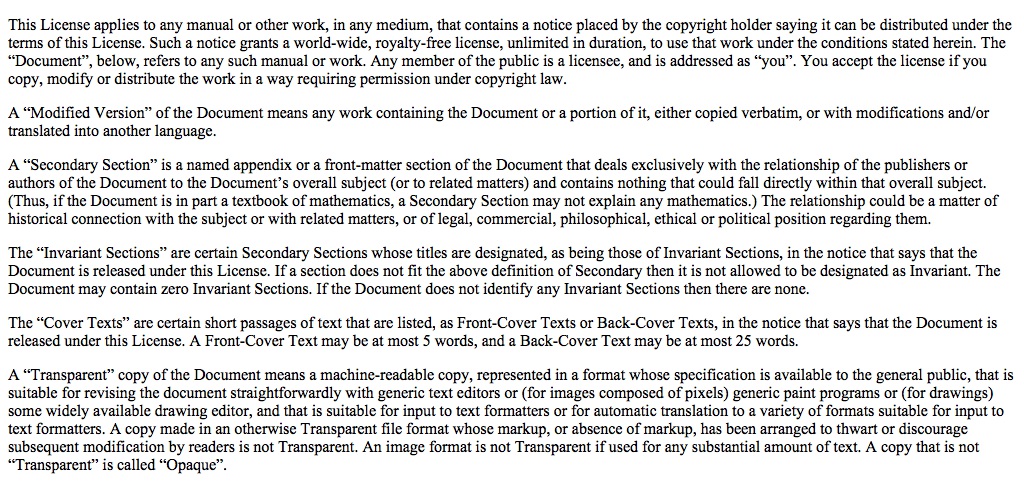 This License applies to any manual or other work, in any medium, that contains a notice placed by the copyright holder saying it can be distributed under the
terms of this License. Such a notice grants a world-wide, royalty-free license, unlimited in duration, to use that work under the conditions stated herein. The
“Document”, below, refers to any such manual or work. Any member of the public is a licensee, and is addressed as “you”. You accept the license if you
copy, modify or distribute the work in a way requiring permission under copyright law.
A “Modified Version” of the Document means any work containing the Document or a portion of it, either copied verbatim, or with modifications and/or
translated into another language.
A “Secondary Section” is a named appendix or a front-matter section of the Document that deals exclusively with the relationship of the publishers or
authors of the Document to the Document’s overall subject (or to related matters) and contains nothing that could fall directly within that overall subject.
(Thus, if the Document is in part a textbook of mathematics, a Secondary Section may not explain any mathematics.) The relationship could be a matter of
historical connection with the subject or with related matters, or of legal, commercial, philosophical, ethical or political position regarding them.
The “Invariant Sections” are certain Secondary Sections whose titles are designated, as being those of Invariant Sections, in the notice that says that the
Document is released under this License. If a section does not fit the above definition of Secondary then it is not allowed to be designated as Invariant. The
Document may contain zero Invariant Sections. If the Document does not identify any Invariant Sections then there are none.
The “Cover Texts” are certain short passages of text that are listed, as Front-Cover Texts or Back-Cover Texts, in the notice that says that the Document is
released under this License. A Front-Cover Text may be at most 5 words, and a Back-Cover Text may be at most 25 words.
A “Transparent” copy of the Document means a machine-readable copy, represented in a format whose specification is available to the general public, that is
suitable for revising the document straightforwardly with generic text editors or (for images composed of pixels) generic paint programs or (for drawings)
some widely available drawing editor, and that is suitable for input to text formatters or for automatic translation to a variety of formats suitable for input to
text formatters. A copy made in an otherwise Transparent file format whose markup, or absence of markup, has been arranged to thwart or discourage
subsequent modification by readers is not Transparent. An image format is not Transparent if used for any substantial amount of text. A copy that is not
“Transparent” is called “Opaque”.